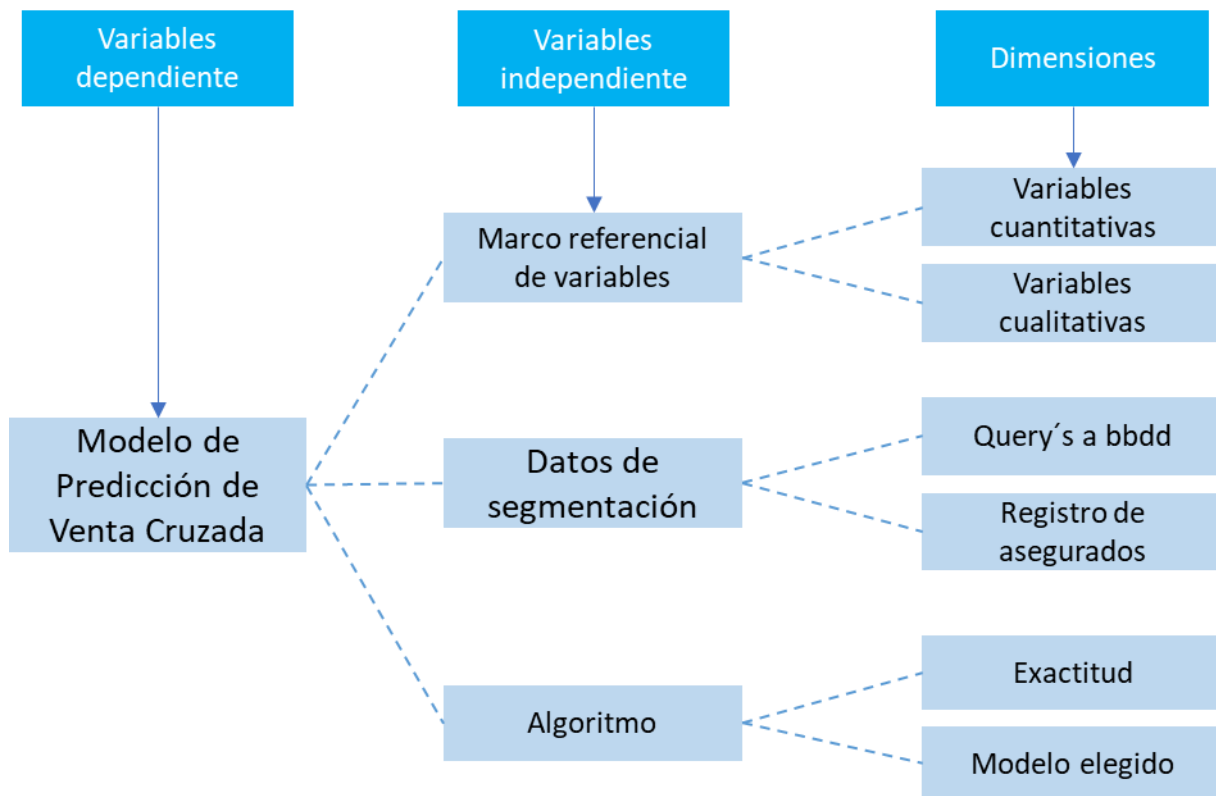 Variables
dependiente
Variables
independiente
Dimensiones
Variables
cuantitativas
Marco referencial
de variables
Variables
cualitativas
Modelo de
Predicción de
Venta Cruzada
Datos de
segmentación
Query´s a bbdd
Registro de
asegurados
Algoritmo
Exactitud
Modelo elegido